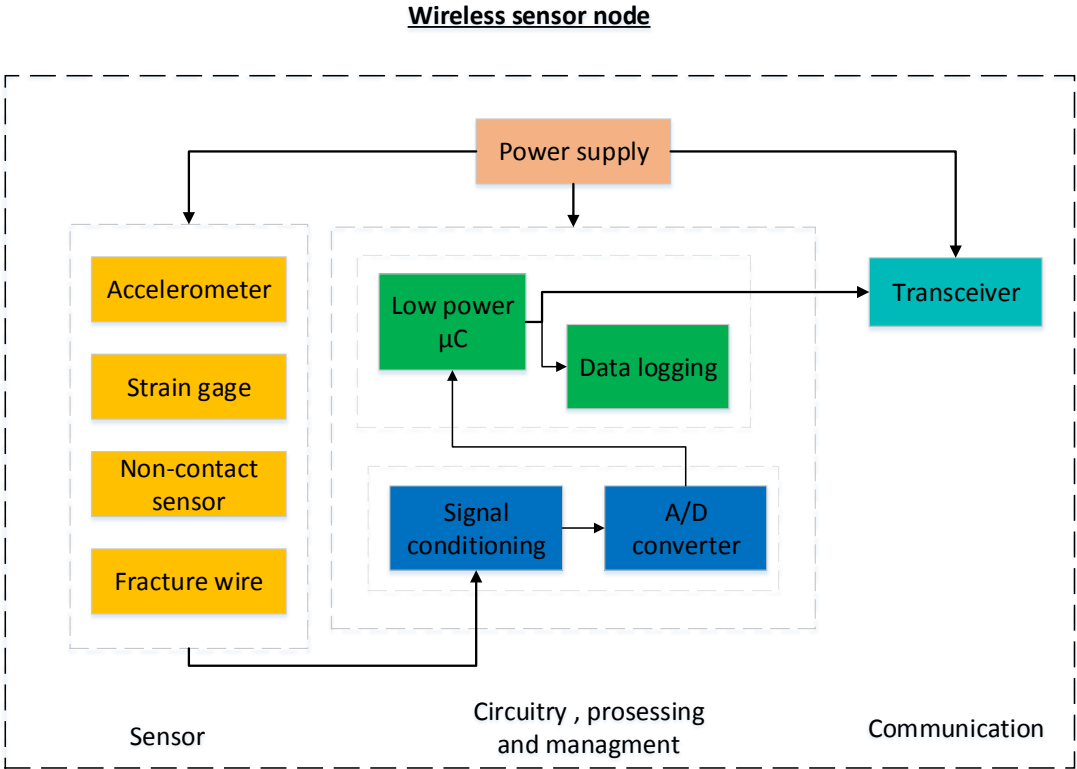 Wireless sensor node
Power supply
Accelerometer
Strain gage
Non-contact
sensor
Fracture wire
Low power
µC
Data logging
Signal
conditioning
A/D
converter
Transceiver
Sensor
Circuitry , prosessing
and managment
Communication